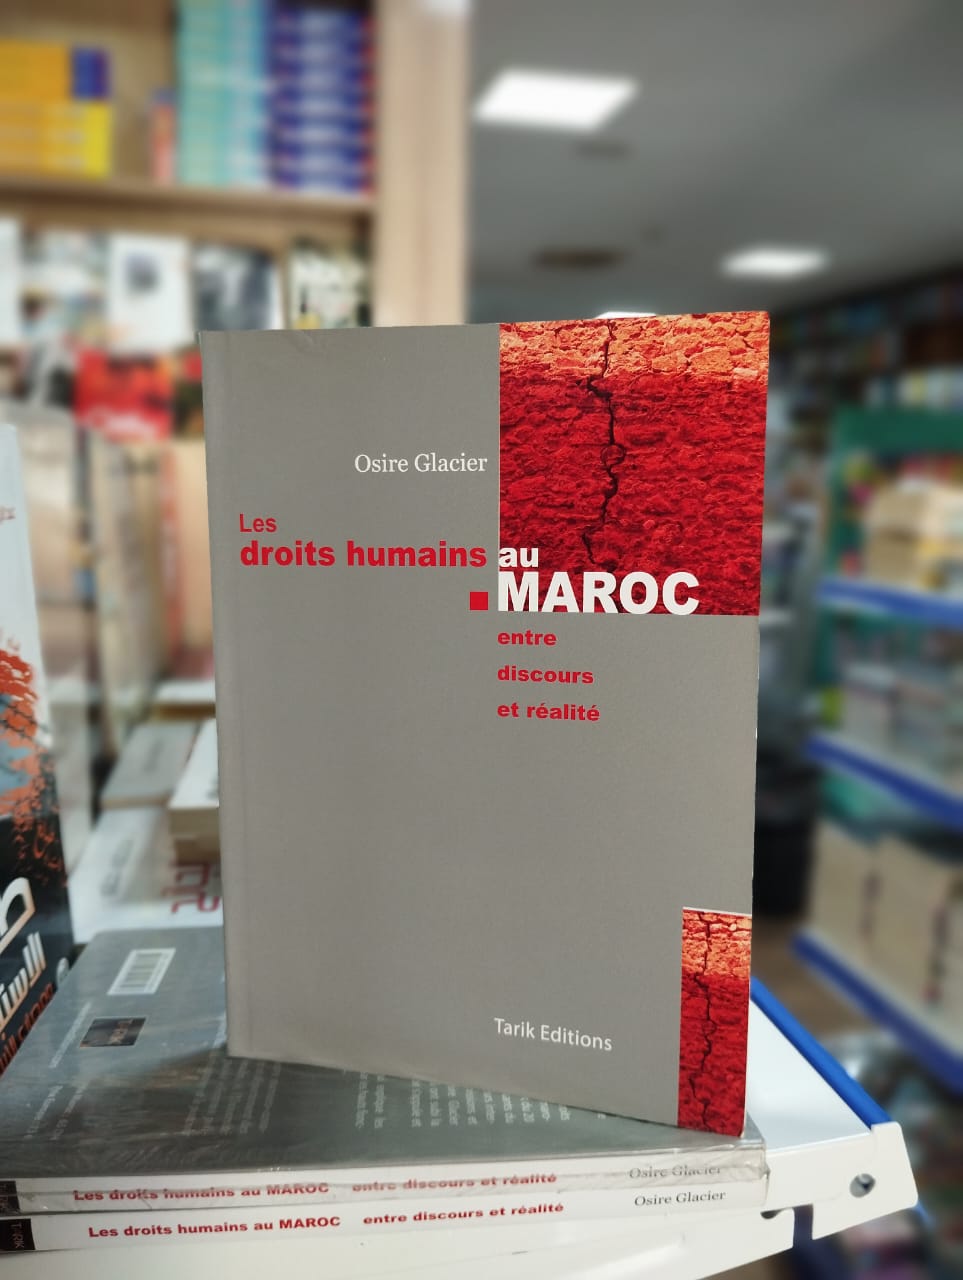 Osire Glacier
Les
droits humains au
MAROC
entre
discours
et réalité
Tarik Editions
Les droits humains au MAROC entre discours et réalité Osire Glacier
Les droits humains au MAROC entre discours et réalité Osire Glacier